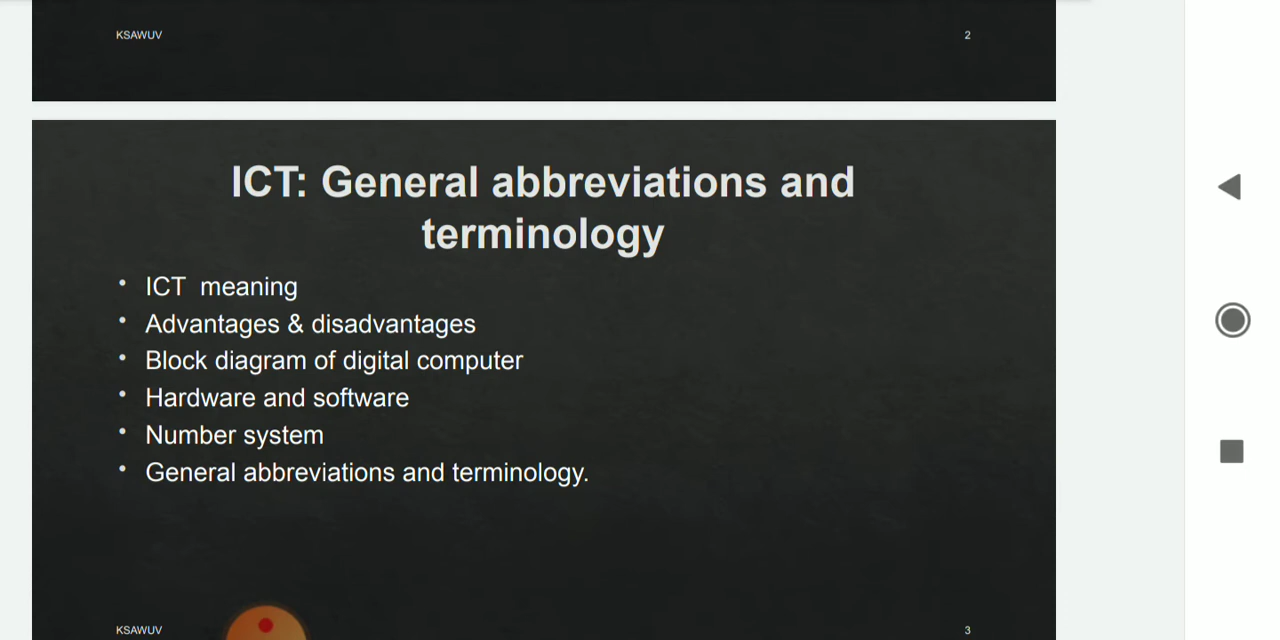 KSAWUV 2
ICT: General abbreviations and
terminology
• ICT meaning
• Advantages & disadvantages
• Block diagram of digital computer
• Hardware and software
• Number system
• General abbreviations and terminology.
KSAWUV 3